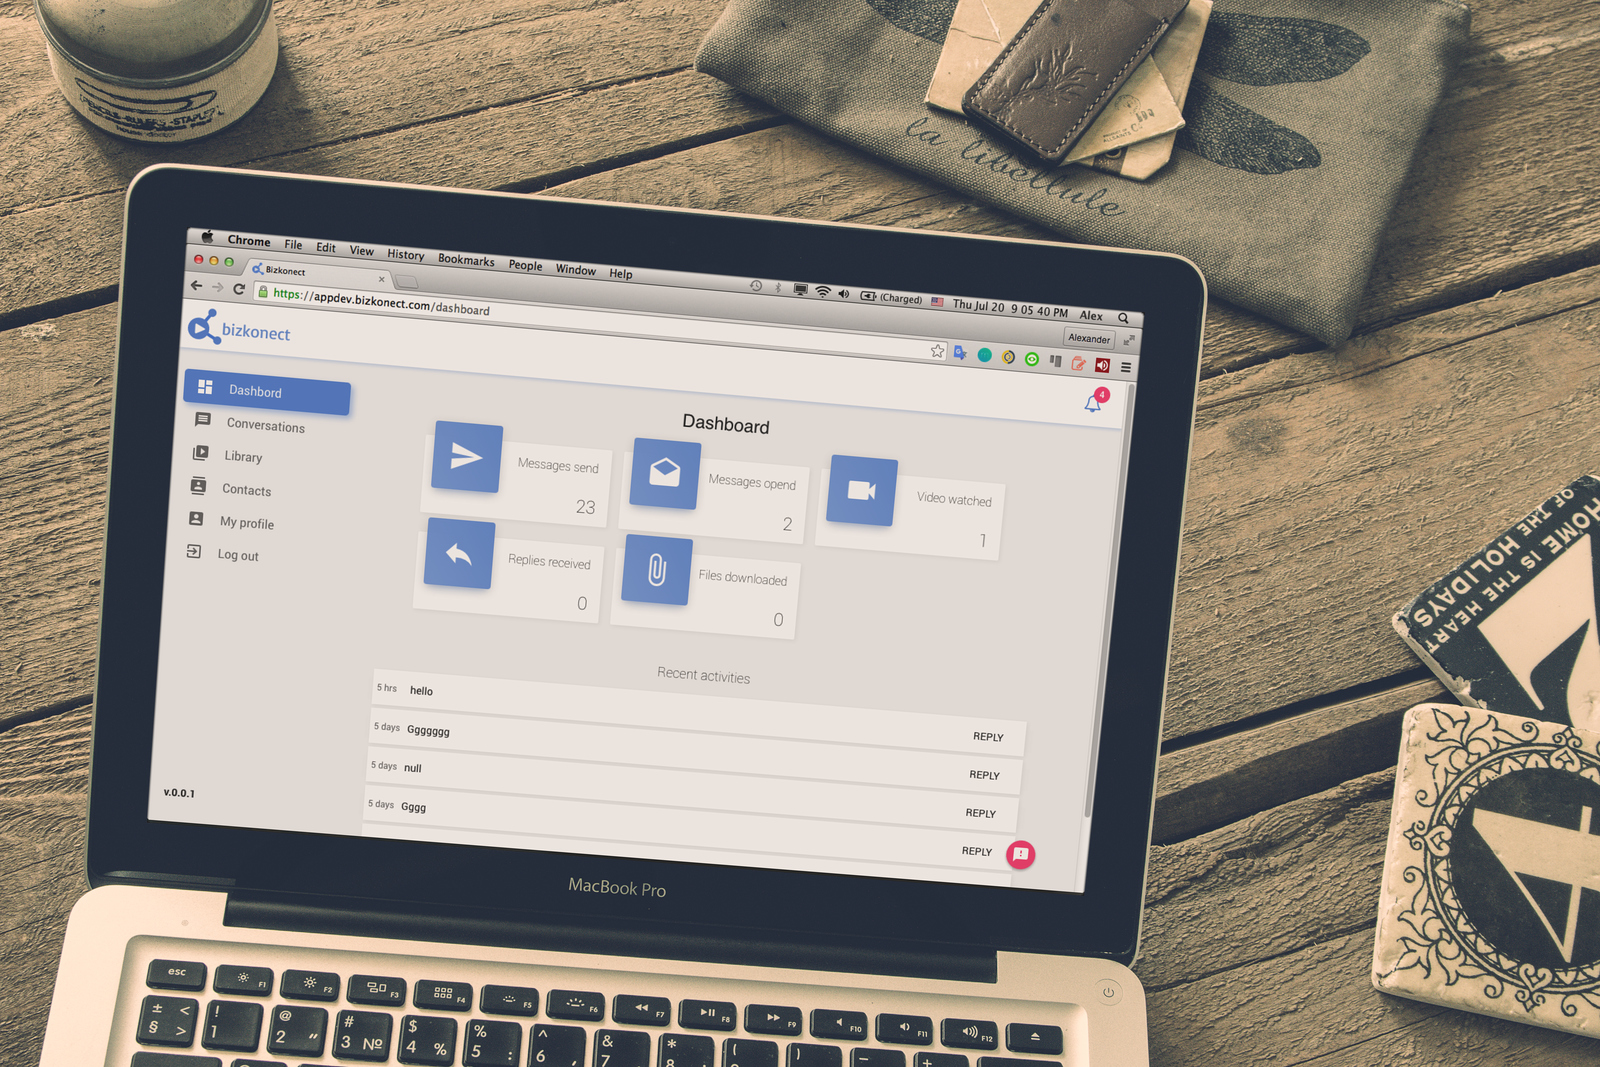 la libellule
Chrome File Edit View History Bookmarks People Window Help
(Charged) Thu Jul 20 9 05 40 PM Alex
Bizkonect
Alexander
https://appdev.bizkonect.com/dashboard
bizkonect
4
Dashbord
Conversations
Library
Contacts
My profile
Log out
v.0.0.1
Dashboard
Messages send
23
Messages opend
2
Video watched
1
Replies received
0
Files downloaded
0
Recent activities
5 hrs hello REPLY
5 days Ggggggg REPLY
5 days null REPLY
5 days Gggg REPLY
MacBook Pro
HOME IS THE HEART
OF THE HOLIDAYS
4
esc F1 F2 F3 F4 F5 F6 F7 F8 F9 F10 F11 F12
± < ! @ # $ % ^ & * ( ) – +
§ > 1 2 “ 3 № 4 % 5 : 6 , 7 8